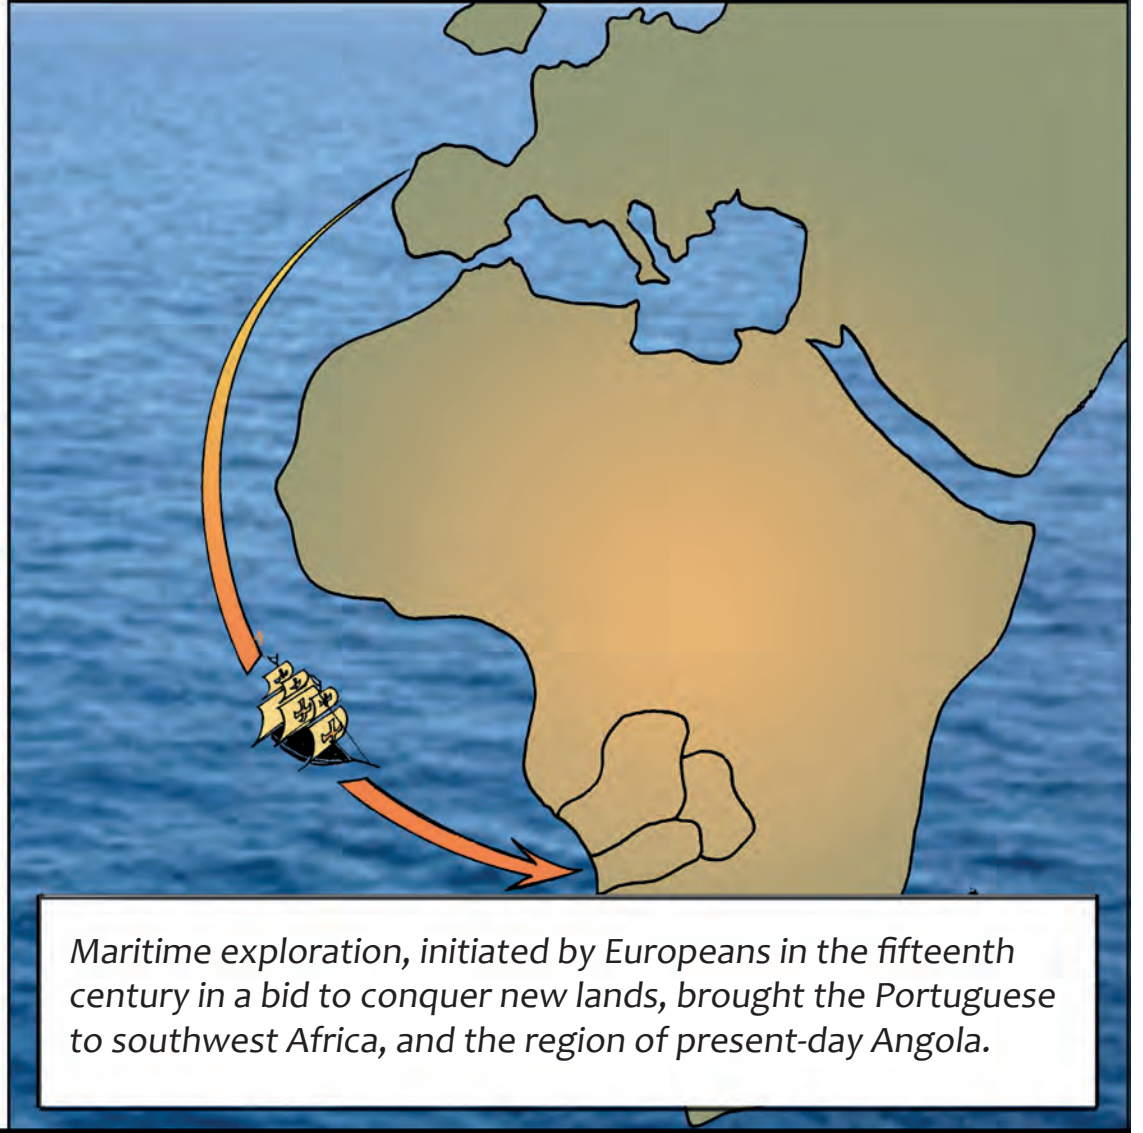 Maritime exploration, initiated by Europeans in the fifteenth
century in a bid to conquer new lands, brought the Portuguese
to southwest Africa, and the region of present-day Angola.